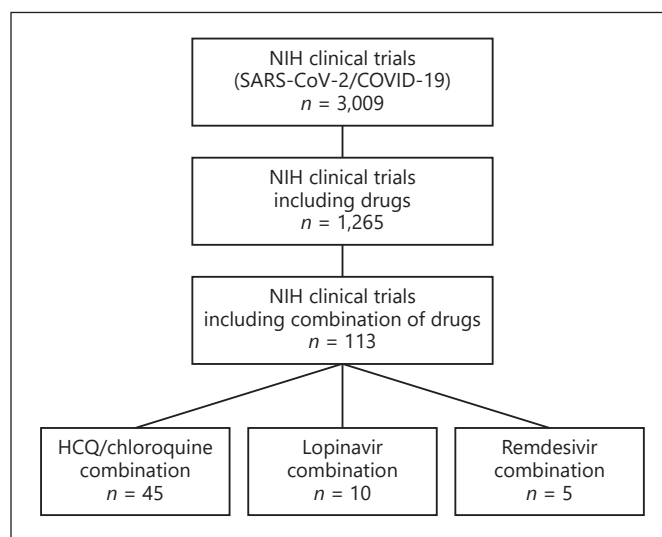 NIH clinical trials
(SARS-CoV-2/COVID-19)
n = 3,009
NIH clinical trials
including drugs
n = 1,265
NIH clinical trials
including combination of drugs
n = 113
HCQ/chloroquine
combination
n = 45
Lopinavir
combination
n = 10
Remdesivir
combination
n = 5